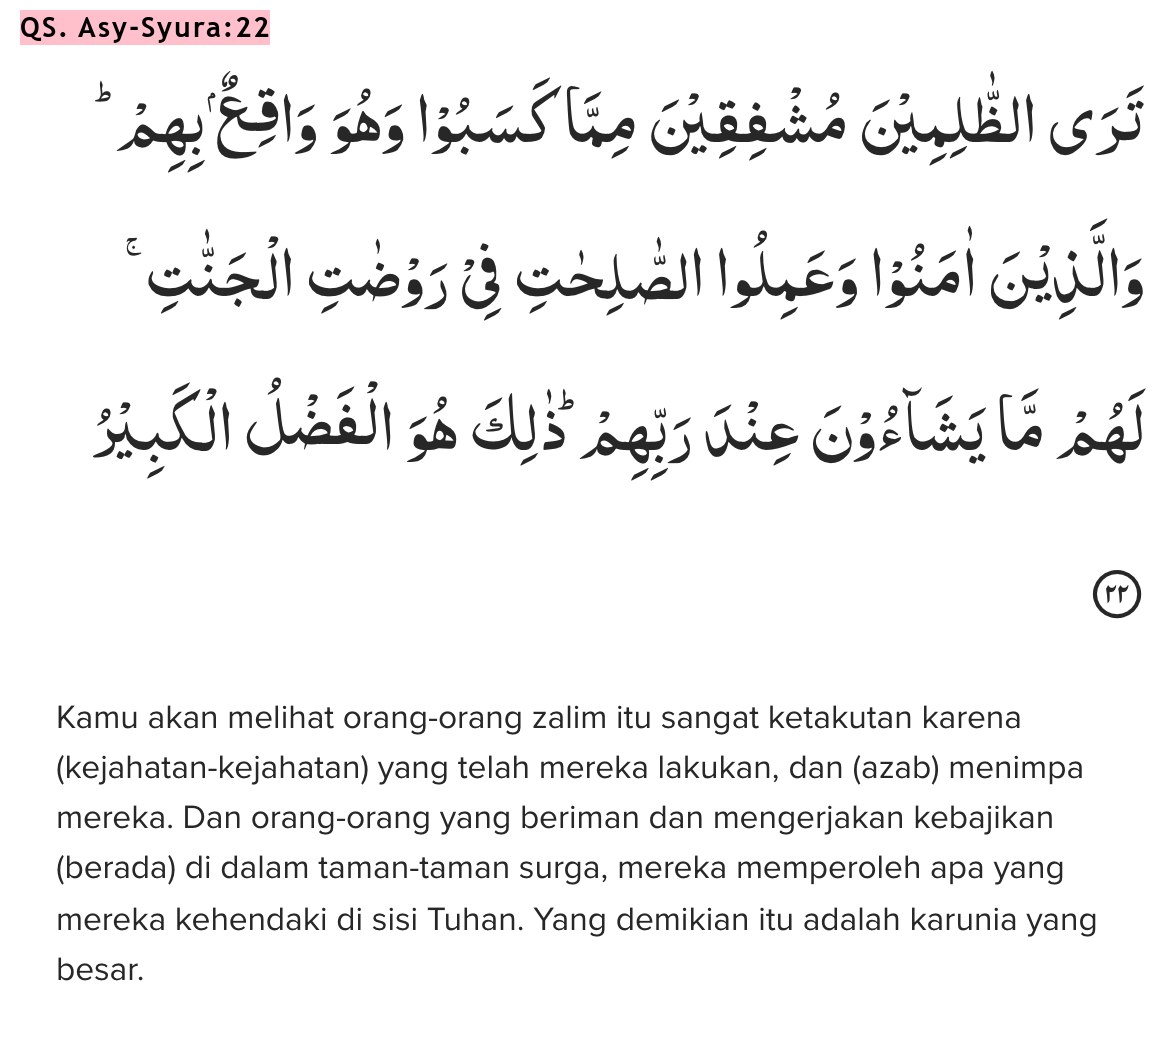 QS. Asy-Syura:22
تَرَى الظّٰلِمِيْنَ مُشْفِقِيْنَ مِمَّا كَسَبُوْا وَهُوَ وَاقِعٌۢ بِهِمْ ۗ
وَالَّذِيْنَ اٰمَنُوْا وَعَمِلُوا الصّٰلِحٰتِ فِيْ رَوْضٰتِ الْجَنّٰتِۚ
لَهُمْ مَّا يَشَاۤءُوْنَ عِنْدَ رَبِّهِمْ ۗذٰلِكَ هُوَ الْفَضْلُ الْكَبِيْرُ
٢٢
Kamu akan melihat orang-orang zalim itu sangat ketakutan karena
(kejahatan-kejahatan) yang telah mereka lakukan, dan (azab) menimpa
mereka. Dan orang-orang yang beriman dan mengerjakan kebajikan
(berada) di dalam taman-taman surga, mereka memperoleh apa yang
mereka kehendaki di sisi Tuhan. Yang demikian itu adalah karunia yang
besar.